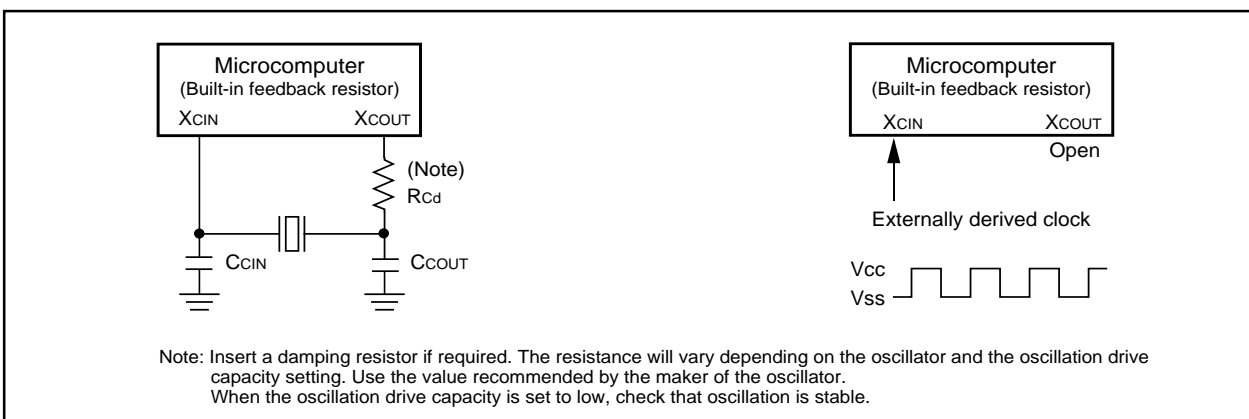 Microcomputer
(Built-in feedback resistor)
XCIN XCOUT
(Note)
RCd
CCIN CCOUT
Microcomputer
(Built-in feedback resistor)
XCIN XCOUT
Open
Externally derived clock
Vcc
Vss
Note: Insert a damping resistor if required. The resistance will vary depending on the oscillator and the oscillation drive
capacity setting. Use the value recommended by the maker of the oscillator.
When the oscillation drive capacity is set to low, check that oscillation is stable.